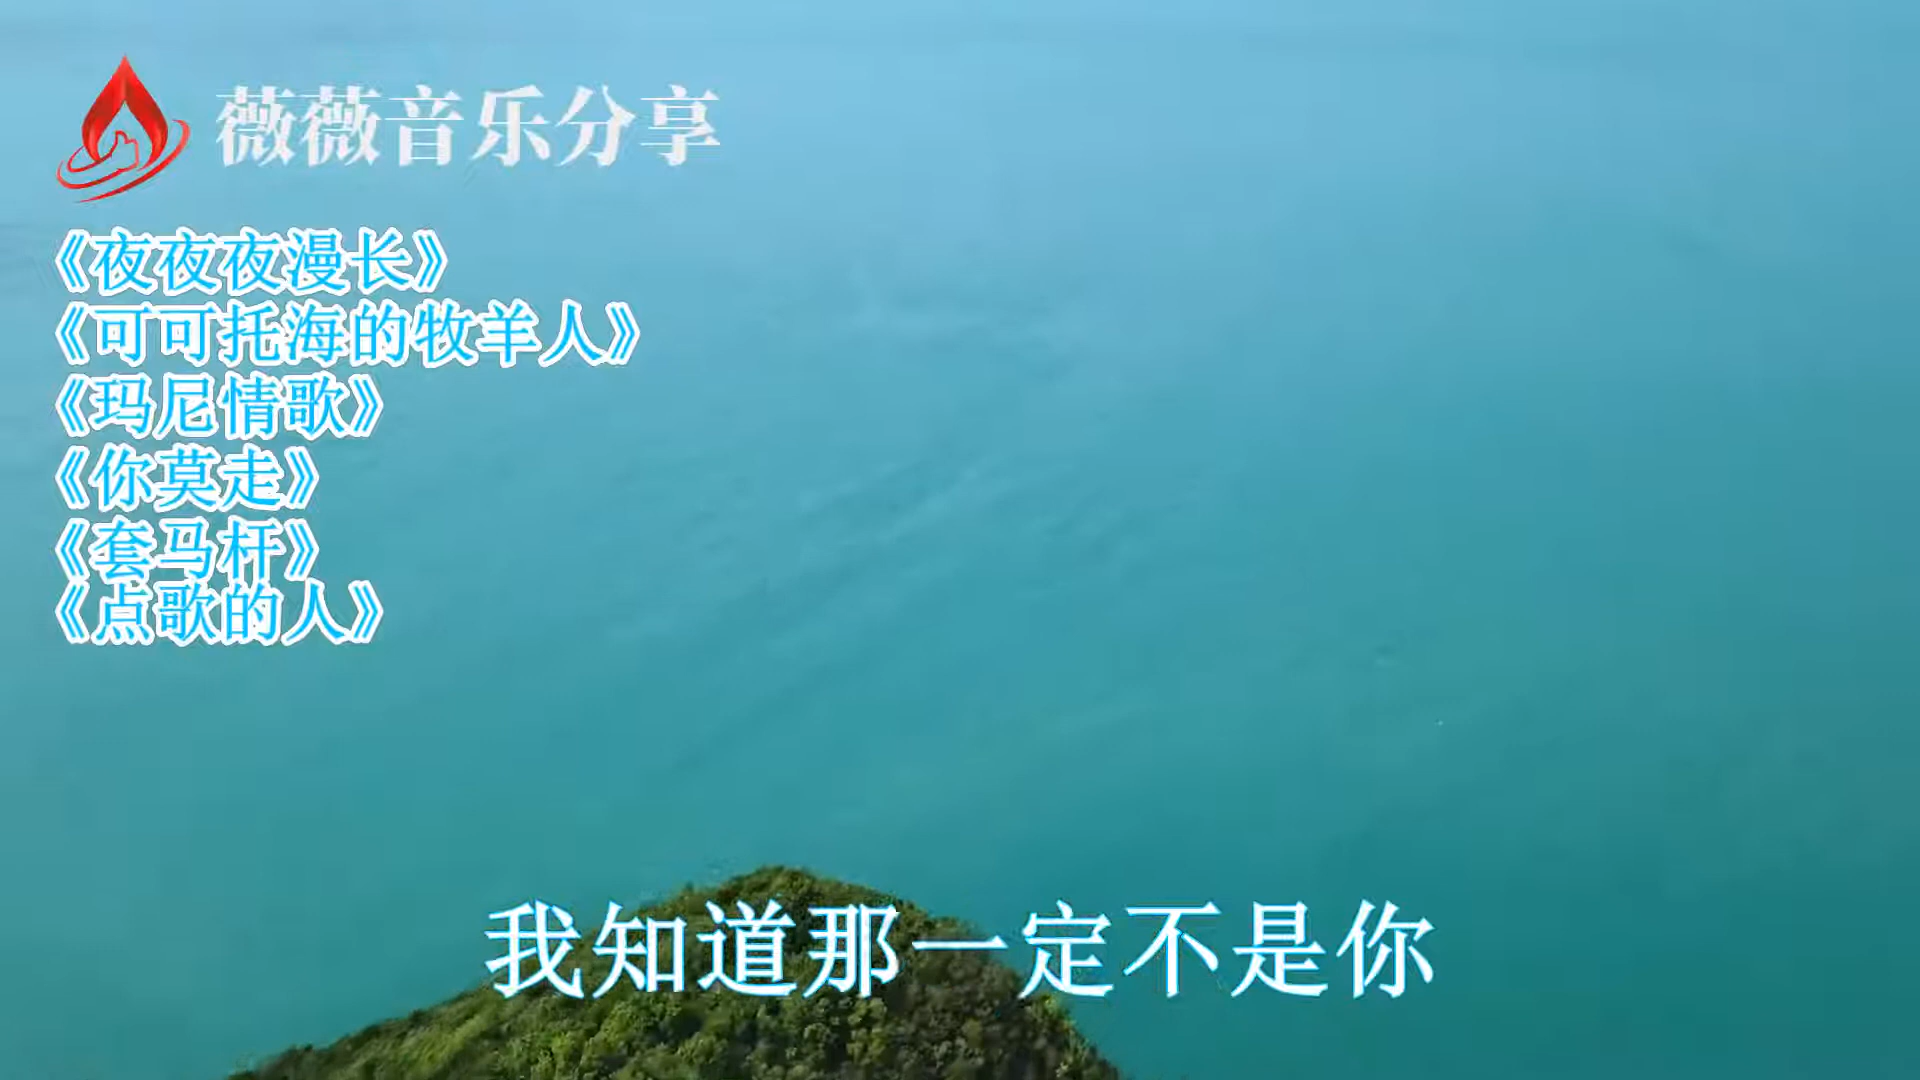 薇薇音乐分享
《夜夜夜漫长》
《可可托海的牧羊人》
《玛尼情歌》
《你莫走》
《套马杆》
《点歌的人》
我知道那一定不是你